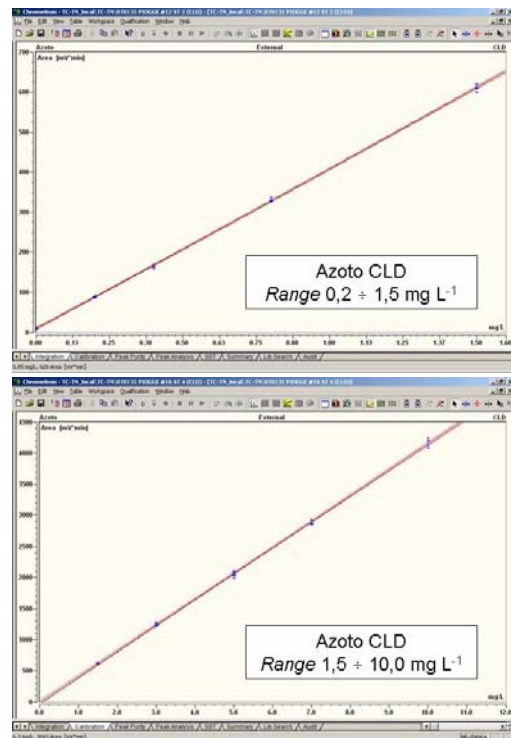 Azoto External CLD
Area [mV*min]
700
600
500
400
300
200
100
0
0.00 0.13 0.25 0.38 0.50 0.63 0.75 0.88 1.00 1.13 1.25 1.37 1.50 1.60
mg/L
Azoto CLD
Range 0,2 ÷ 1,5 mg L-1
Integration Calibration Peak Purity Peak Analysis SST Summary Lib Search Audit
Azoto External CLD
Area [mV*min]
4500
4000
3500
3000
2500
2000
1500
1000
500
0
0.0 1.0 2.0 3.0 4.0 5.0 6.0 7.0 8.0 9.0 10.0 11.0 12.0
mg/L
Azoto CLD
Range 1,5 ÷ 10,0 mg L-1
Integration Calibration Peak Purity Peak Analysis SST Summary Lib Search Audit